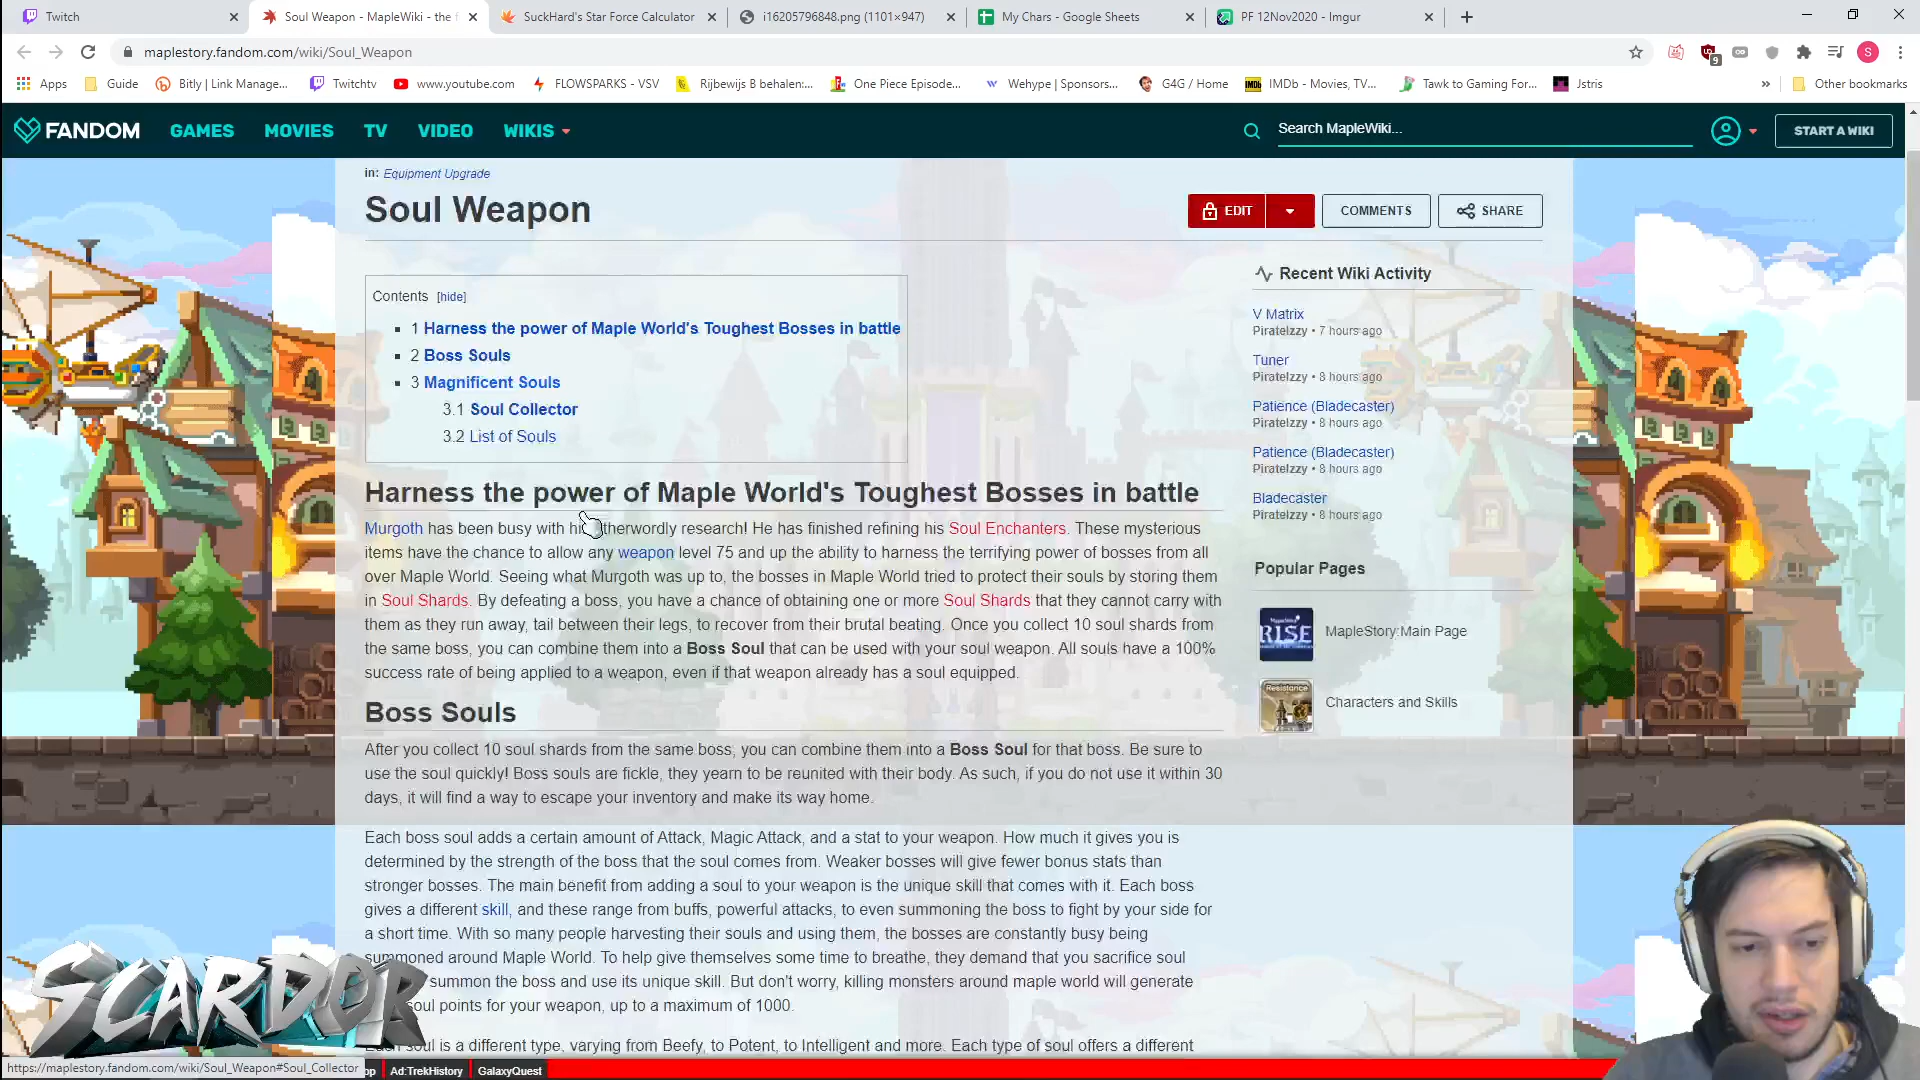 Twitch
Soul Weapon - MapleWiki - the f
SuckHard's Star Force Calculator
i16205796848.png (1101×947)
My Chars - Google Sheets
PF 12Nov2020 - Imgur
maplestory.fandom.com/wiki/Soul_Weapon
9
S
Apps
Guide
Bitly | Link Manage...
Twitchtv
www.youtube.com
FLOWSPARKS - VSV
Rijbewijs B behalen:...
One Piece Episode...
Wehype | Sponsors...
G4G / Home
IMDb - Movies, TV...
Tawk to Gaming For...
Jstris
Other bookmarks
FANDOM
GAMES
MOVIES
TV
VIDEO
WIKIS
Search MapleWiki...
START A WIKI
in: Equipment Upgrade
Soul Weapon
EDIT
COMMENTS
SHARE
Contents [hide]
1 Harness the power of Maple World's Toughest Bosses in battle
2 Boss Souls
3 Magnificent Souls
3.1 Soul Collector
3.2 List of Souls
Harness the power of Maple World's Toughest Bosses in battle
Murgoth has been busy with therwordly research! He has finished refining his Soul Enchanters. These mysterious
items have the chance to allow any weapon level 75 and up the ability to harness the terrifying power of bosses from all
over Maple World. Seeing what Murgoth was up to, the bosses in Maple World tried to protect their souls by storing them
in Soul Shards. By defeating a boss, you have a chance of obtaining one or more Soul Shards that they cannot carry with
them as they run away, tail between their legs, to recover from their brutal beating. Once you collect 10 soul shards from
the same boss, you can combine them into a Boss Soul that can be used with your soul weapon. All souls have a 100%
success rate of being applied to a weapon, even if that weapon already has a soul equipped.
Boss Souls
After you collect 10 soul shards from the same boss, you can combine them into a Boss Soul for that boss. Be sure to
use the soul quickly! Boss souls are fickle, they yearn to be reunited with their body. As such, if you do not use it within 30
days, it will find a way to escape your inventory and make its way home.
Each boss soul adds a certain amount of Attack, Magic Attack, and a stat to your weapon. How much it gives you is
determined by the strength of the boss that the soul comes from. Weaker bosses will give fewer bonus stats than
stronger bosses. The main benefit from adding a soul to your weapon is the unique skill that comes with it. Each boss
gives a different skill, and these range from buffs, powerful attacks, to even summoning the boss to fight by your side for
a short time. With so many people harvesting their souls and using them, the bosses are constantly busy being
summoned around Maple World. To help give themselves some time to breathe, they demand that you sacrifice soul
summon the boss and use its unique skill. But don't worry, killing monsters around maple world will generate
soul points for your weapon, up to a maximum of 1000.
soul is a different type, varying from Beefy, to Potent, to Intelligent and more. Each type of soul offers a different
Recent Wiki Activity
V Matrix
PirateIzzy • 7 hours ago
Tuner
PirateIzzy • 8 hours ago
Patience (Bladecaster)
PirateIzzy • 8 hours ago
Patience (Bladecaster)
PirateIzzy • 8 hours ago
Bladecaster
PirateIzzy • 8 hours ago
Popular Pages
RISE
MapleStory:Main Page
Resistance
Characters and Skills
SCARDOR
https://maplestory.fandom.com/wiki/Soul_Weapon#Soul_Collector
Ad:TrekHistory
GalaxyQuest